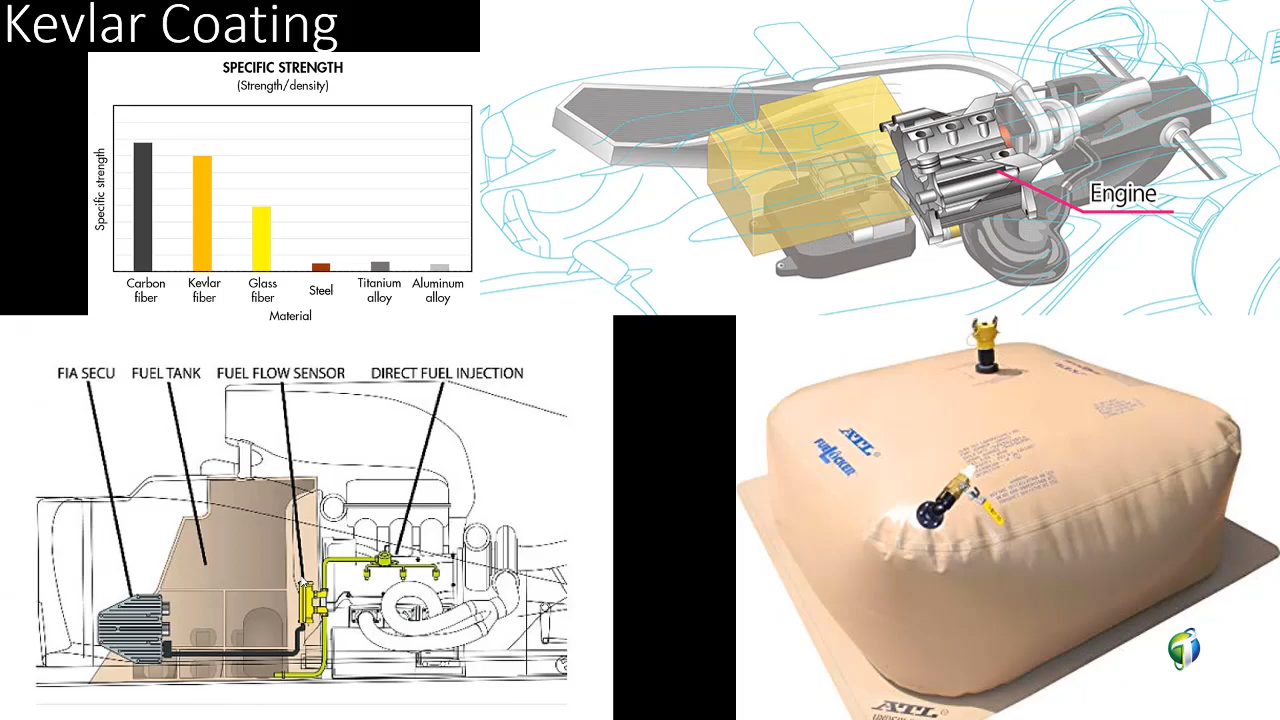 Kevlar Coating
SPECIFIC STRENGTH
(Strength/density)
Specific strength
Carbon fiber
Kevlar fiber
Glass fiber
Steel
Titanium alloy
Aluminum alloy
Material
Engine
FIA SECU
FUEL TANK
FUEL FLOW SENSOR
DIRECT FUEL INJECTION
ATL
FUELOCKER
ATL